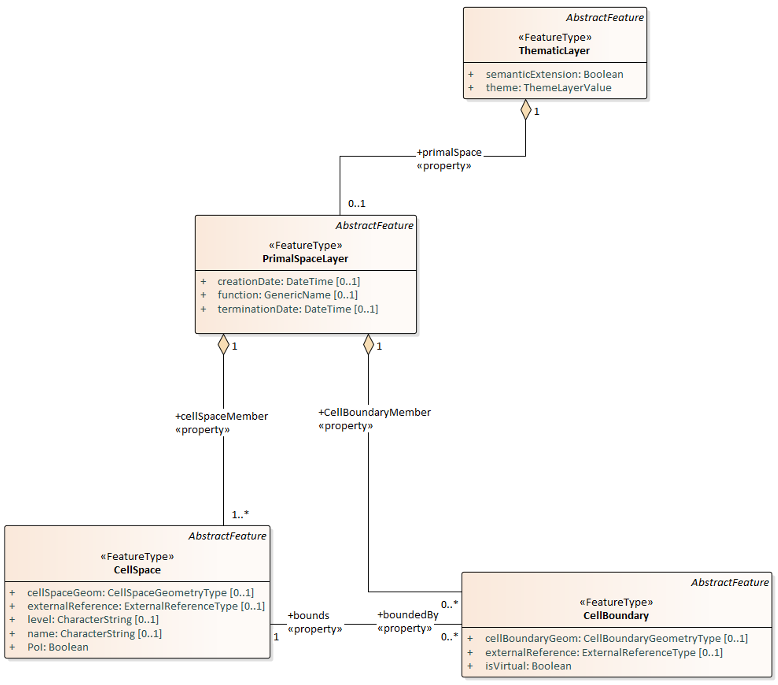 AbstractFeature
«FeatureType»
ThematicLayer
+ semanticExtension: Boolean
+ theme: ThemeLayerValue
1
+primalSpace
«property»
0..1
AbstractFeature
«FeatureType»
PrimalSpaceLayer
+ creationDate: DateTime [0..1]
+ function: GenericName [0..1]
+ terminationDate: DateTime [0..1]
1
1
+cellSpaceMember
«property»
+CellBoundaryMember
«property»
1..*
AbstractFeature
«FeatureType»
CellSpace
+ cellSpaceGeom: CellSpaceGeometryType [0..1]
+ externalReference: ExternalReferenceType [0..1]
+ level: CharacterString [0..1]
+ name: CharacterString [0..1]
+ PoI: Boolean
+bounds
«property»
1
+boundedBy
«property»
0..*
0..*
AbstractFeature
«FeatureType»
CellBoundary
+ cellBoundaryGeom: CellBoundaryGeometryType [0..1]
+ externalReference: ExternalReferenceType [0..1]
+ isVirtual: Boolean